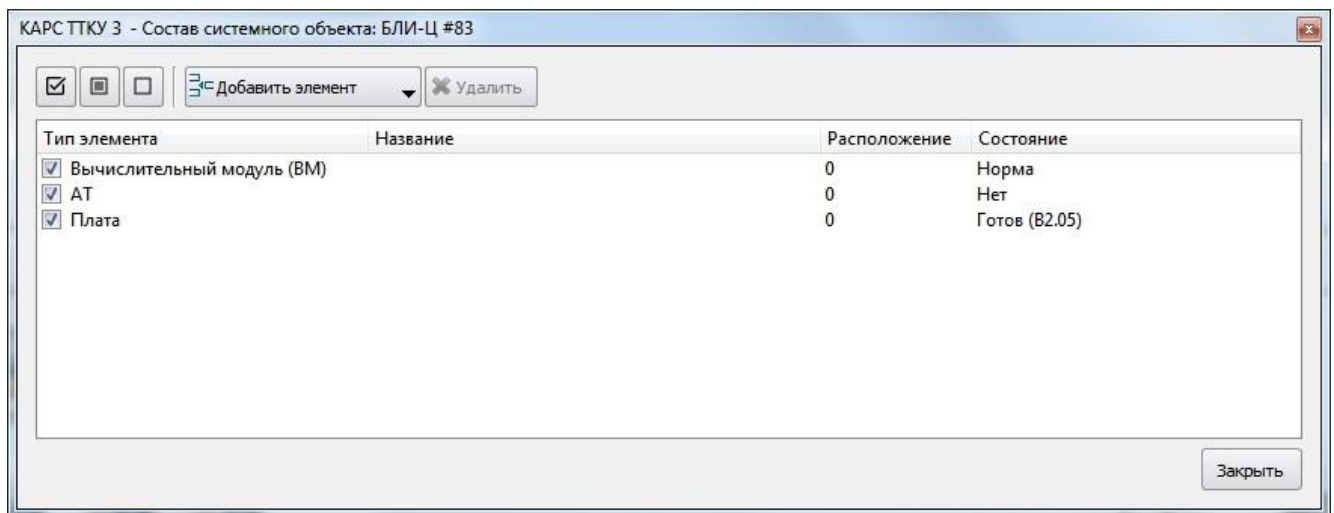 КАРС ТТКУ 3 - Состав системного объекта: БЛИ-Ц #83
Добавить элемент Удалить
Тип элемента Название Расположение Состояние
Вычислительный модуль (ВМ) 0 Норма
АТ 0 Нет
Плата 0 Готов (В2.05)
Закрыть